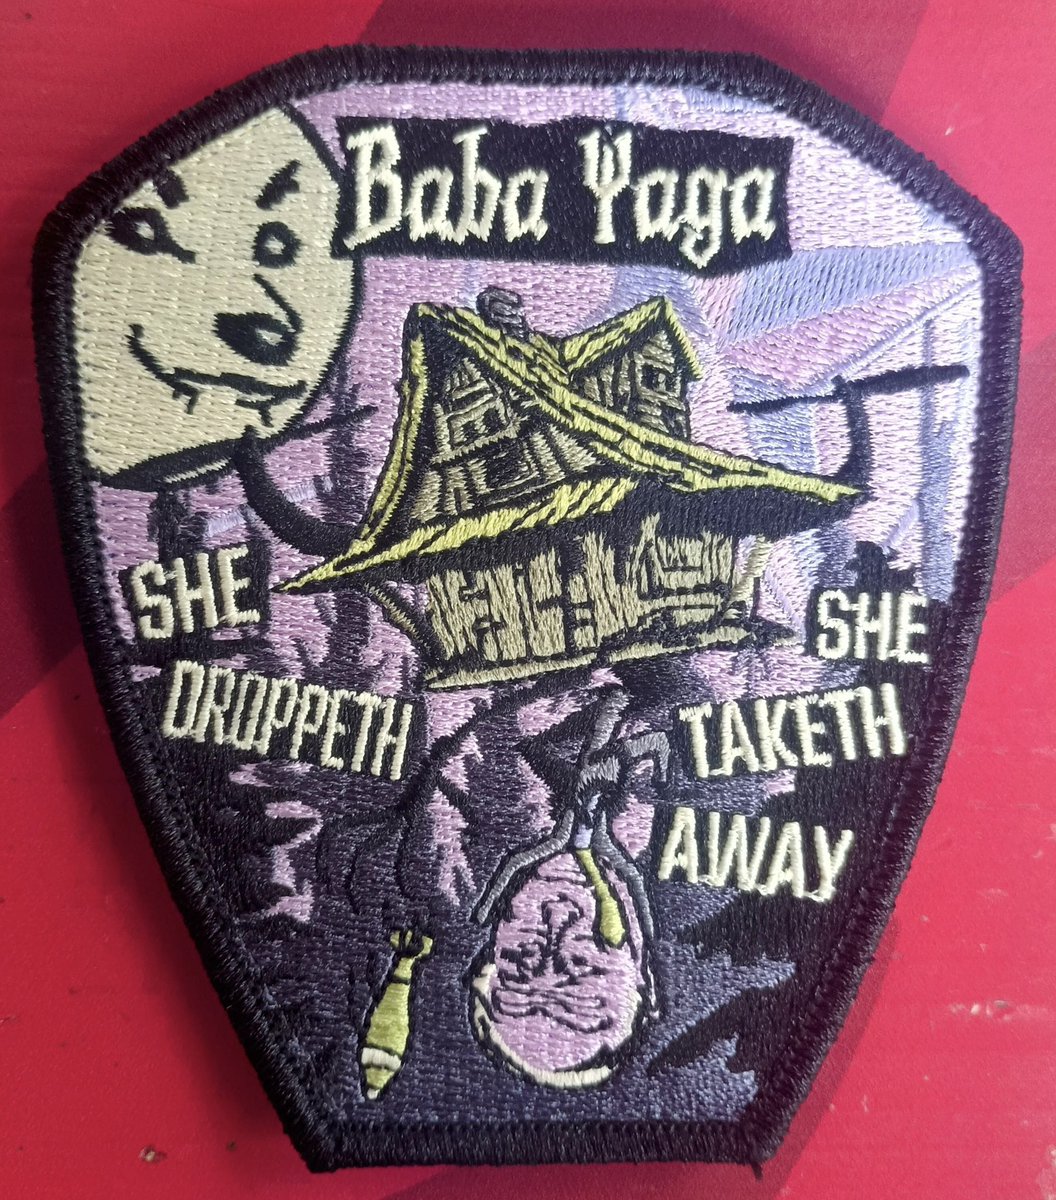 Baba Yaga
SHE
DROPPETH
SHE
TAKETH
AWAY